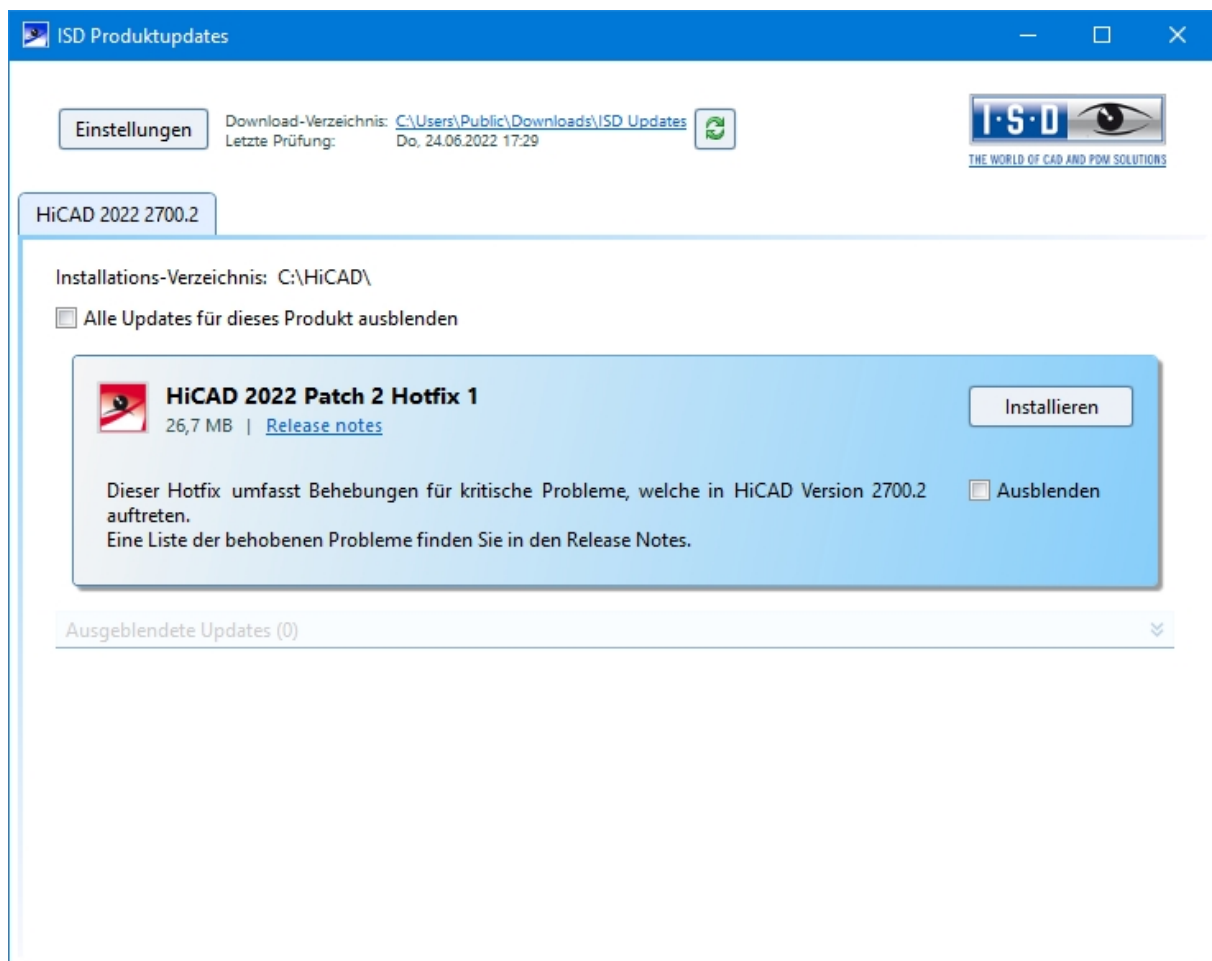 ISD Produktupdates
Einstellungen
Download-Verzeichnis: C:\Users\Public\Downloads\ISD Updates
Letzte Prüfung: Do, 24.06.2022 17:29
I·S·D
THE WORLD OF CAD AND PDM SOLUTIONS
HiCAD 2022 2700.2
Installations-Verzeichnis: C:\HiCAD\
Alle Updates für dieses Produkt ausblenden
HiCAD 2022 Patch 2 Hotfix 1
Installieren
26,7 MB | Release notes
Dieser Hotfix umfasst Behebungen für kritische Probleme, welche in HiCAD Version 2700.2
Ausblenden
auftreten.
Eine Liste der behobenen Probleme finden Sie in den Release Notes.
Ausgeblendete Updates (0)